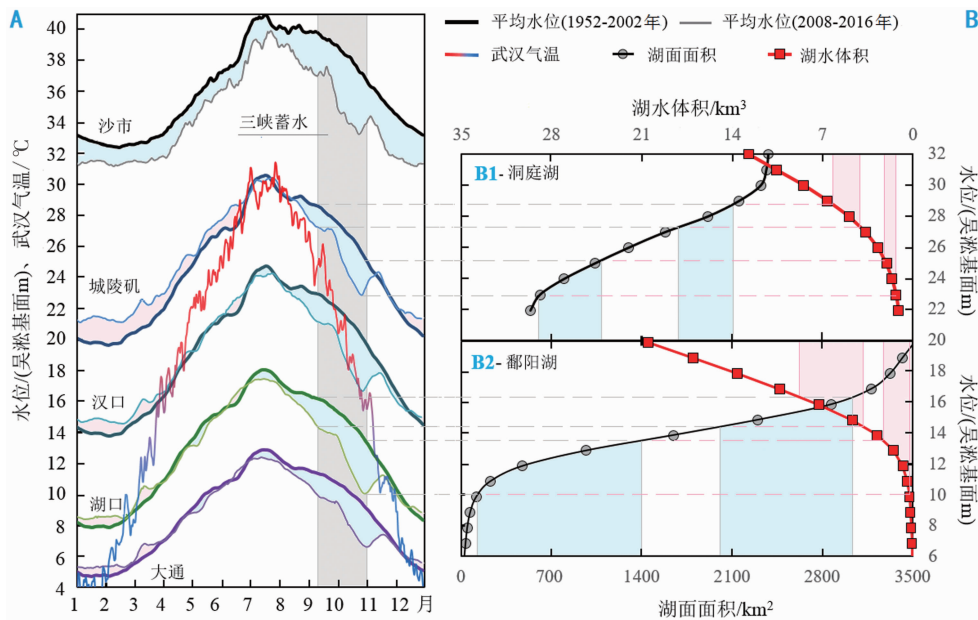 A
B
平均水位(1952-2002年)
平均水位(2008-2016年)
武汉气温
湖面面积
湖水体积
水位/(吴淞基面m)、武汉气温/℃
40
38
36
34
32
30
28
26
24
22
20
18
16
14
12
10
8
6
4
沙市
三峡蓄水
城陵矶
汉口
湖口
大通
1 2 3 4 5 6 7 8 9 10 11 12 月
湖水体积/km³
35 29 21 14 6 0
B1-洞庭湖
32
30
28
26
24
22
20
水位/(吴淞基面m)
B2-鄱阳湖
18
16
14
12
10
8
6
水位/(吴淞基面m)
0 700 1400 2100 2800 3500
湖面面积/km²